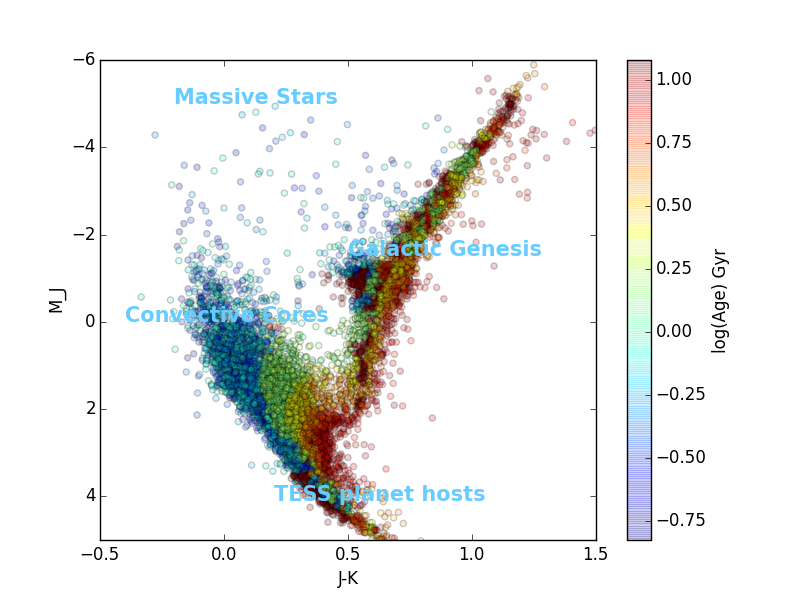 −6
−4
−2
0
2
4
−0.5
0.0
0.5
1.0
1.5
M_J
J-K
Massive Stars
Galactic Genesis
Convective Cores
TESS planet hosts
1.00
0.75
0.50
0.25
0.00
−0.25
−0.50
−0.75
log(Age) Gyr